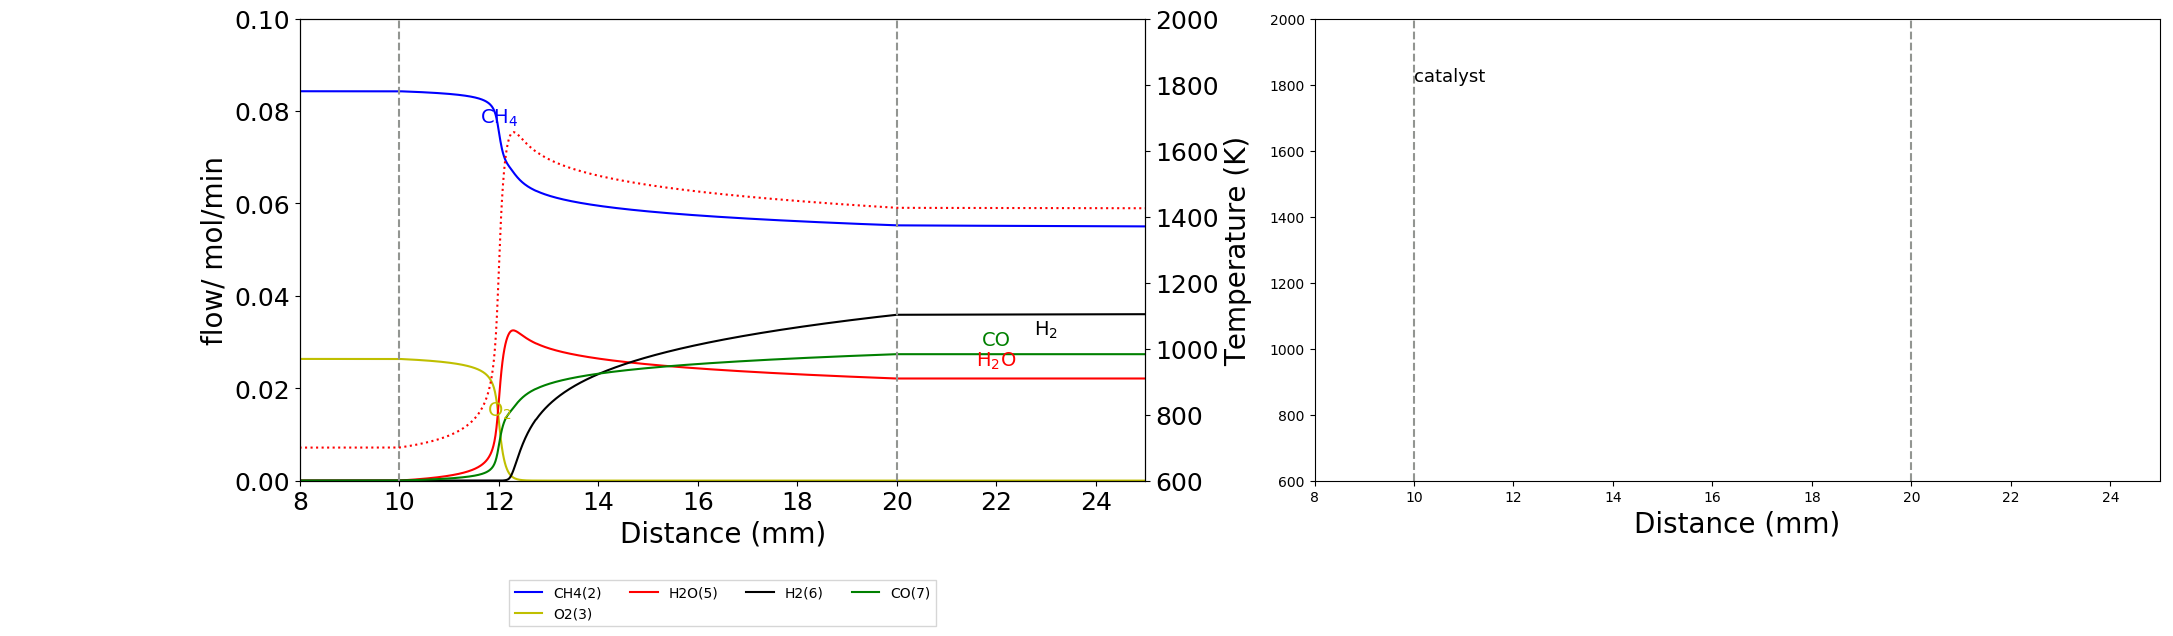 0.10
0.08
0.06
0.04
0.02
0.00
flow/ mol/min
8 10 12 14 16 18 20 22 24
Distance (mm)
CH₄
O₂
H₂
CO
H₂O
2000
1800
1600
1400
1200
1000
800
600
Temperature (K)
CH4(2) H2O(5) H2(6) CO(7)
O2(3)
2000
1800
1600
1400
1200
1000
800
600
catalyst
8 10 12 14 16 18 20 22 24
Distance (mm)